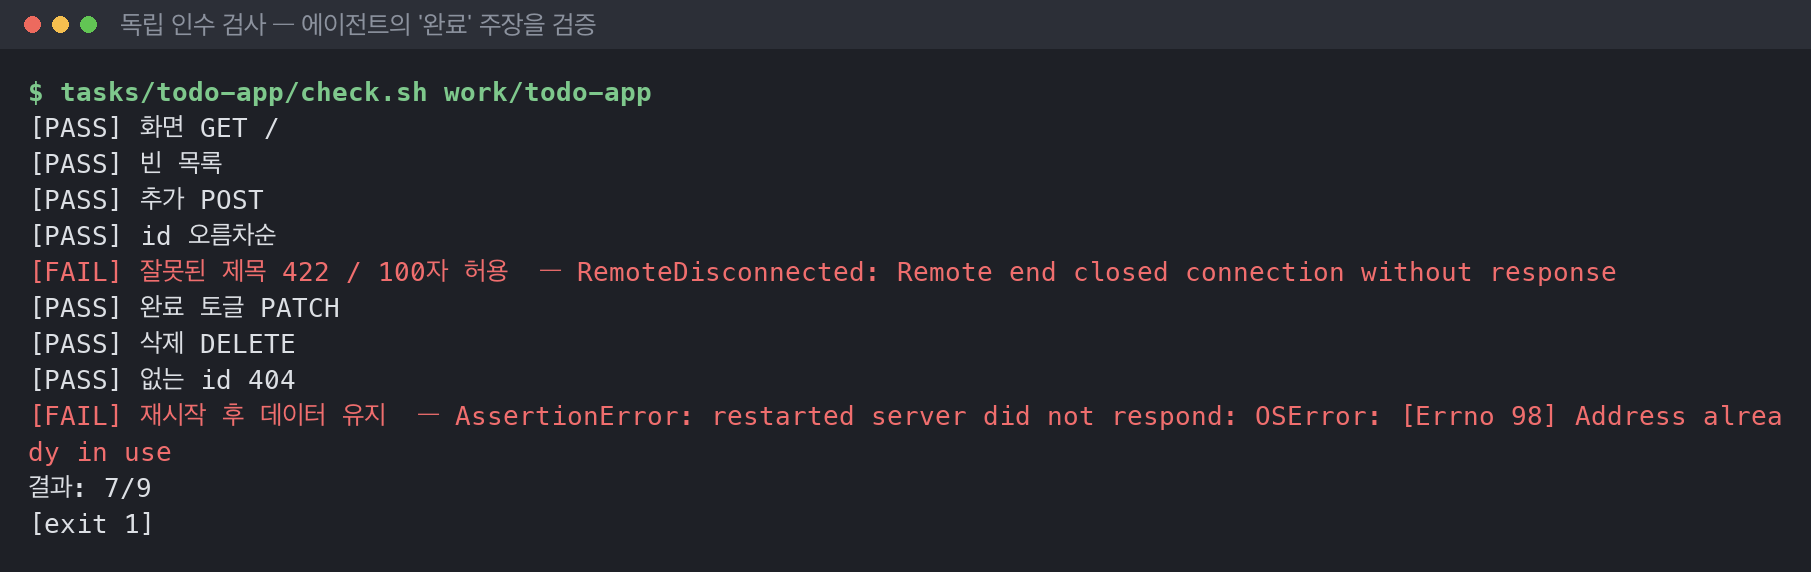 독립 인수 검사 — 에이전트의 '완료' 주장을 검증
$ tasks/todo-app/check.sh work/todo-app
[PASS] 화면 GET /
[PASS] 빈 목록
[PASS] 추가 POST
[PASS] id 오름차순
[FAIL] 잘못된 제목 422 / 100자 허용  — RemoteDisconnected: Remote end closed connection without response
[PASS] 완료 토글 PATCH
[PASS] 삭제 DELETE
[PASS] 없는 id 404
[FAIL] 재시작 후 데이터 유지  — AssertionError: restarted server did not respond: OSError: [Errno 98] Address alrea
dy in use
결과: 7/9
[exit 1]